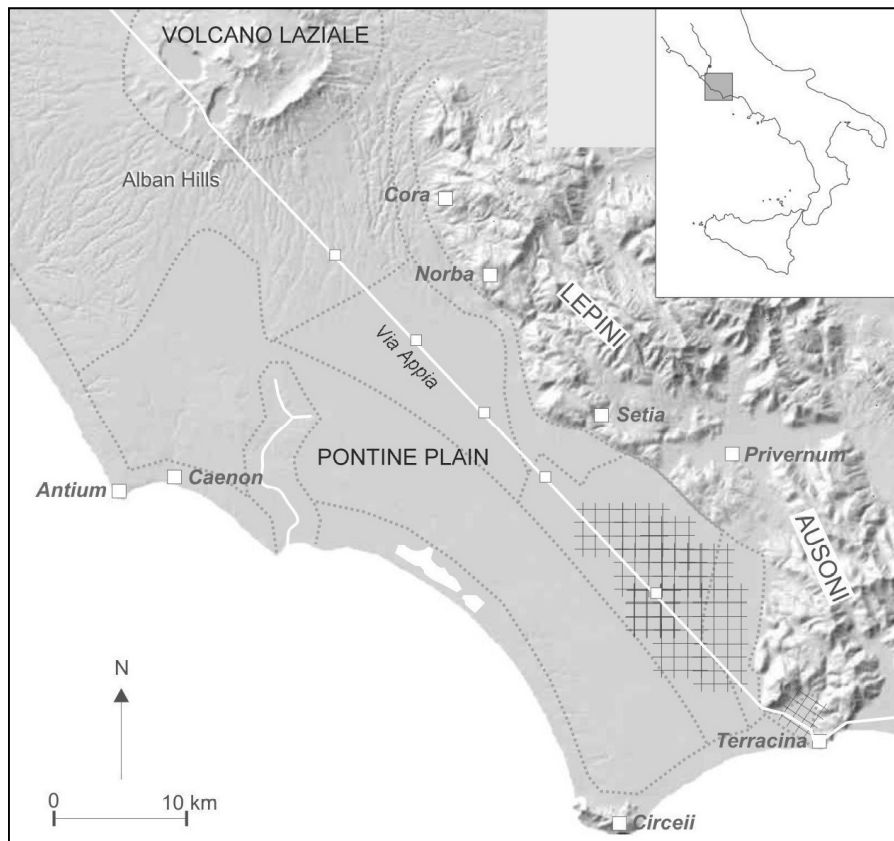 VOLCANO LAZIALE
Alban Hills
Cora
Norba
LEPINI
Via Appia
Setia
PONTINE PLAIN
Privernum
Caenon
Antium
AUSONI
N
Terracina
0 10 km
Circeii